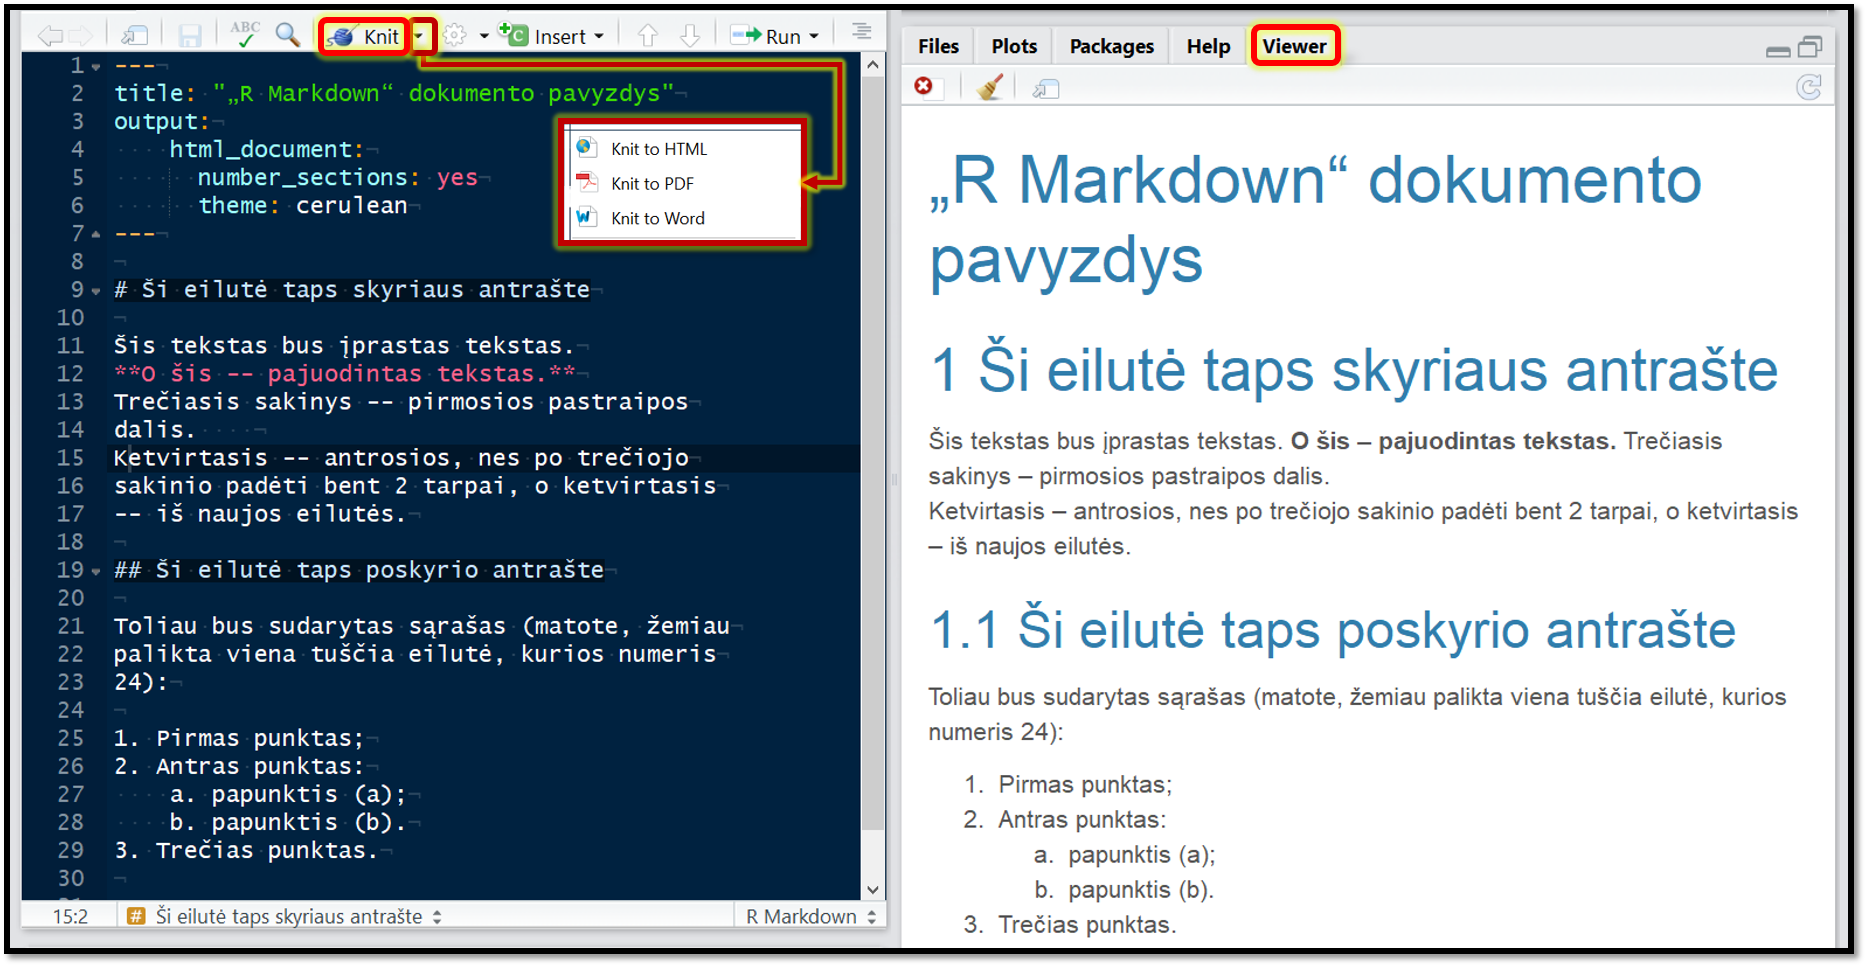 ABC Knit Insert Run
1 ---
2 title: "„R Markdown“ dokumento pavyzdys"
3 output:
4 html_document:
5 number_sections: yes
6 theme: cerulean
7 ---
8
9 # Ši eilutė taps skyriaus antrašte
10
11 Šis tekstas bus įprastas tekstas.
12 **O šis -- pajuodintas tekstas.**
13 Trečiasis sakinys -- pirmosios pastraipos
14 dalis.
15 Ketvirtasis -- antrosios, nes po trečiojo
16 sakinio padėti bent 2 tarpai, o ketvirtasis
17 -- iš naujos eilutės.
18
19 ## Ši eilutė taps poskyrio antrašte
20
21 Toliau bus sudarytas sąrašas (matote, žemiau
22 palikta viena tuščia eilutė, kurios numeris
23 24):
24
25 1. Pirmas punktas;
26 2. Antras punktas:
27 a. papunktis (a);
28 b. papunktis (b).
29 3. Trečias punktas.
30
Knit to HTML
Knit to PDF
Knit to Word
15:2 # Ši eilutė taps skyriaus antrašte R Markdown
Files Plots Packages Help Viewer
„R Markdown“ dokumento
pavyzdys
1 Ši eilutė taps skyriaus antrašte
Šis tekstas bus įprastas tekstas. O šis – pajuodintas tekstas. Trečiasis
sakinys – pirmosios pastraipos dalis.
Ketvirtasis – antrosios, nes po trečiojo sakinio padėti bent 2 tarpai, o ketvirtasis
– iš naujos eilutės.
1.1 Ši eilutė taps poskyrio antrašte
Toliau bus sudarytas sąrašas (matote, žemiau palikta viena tuščia eilutė, kurios
numeris 24):
1. Pirmas punktas;
2. Antras punktas:
a. papunktis (a);
b. papunktis (b).
3. Trečias punktas.